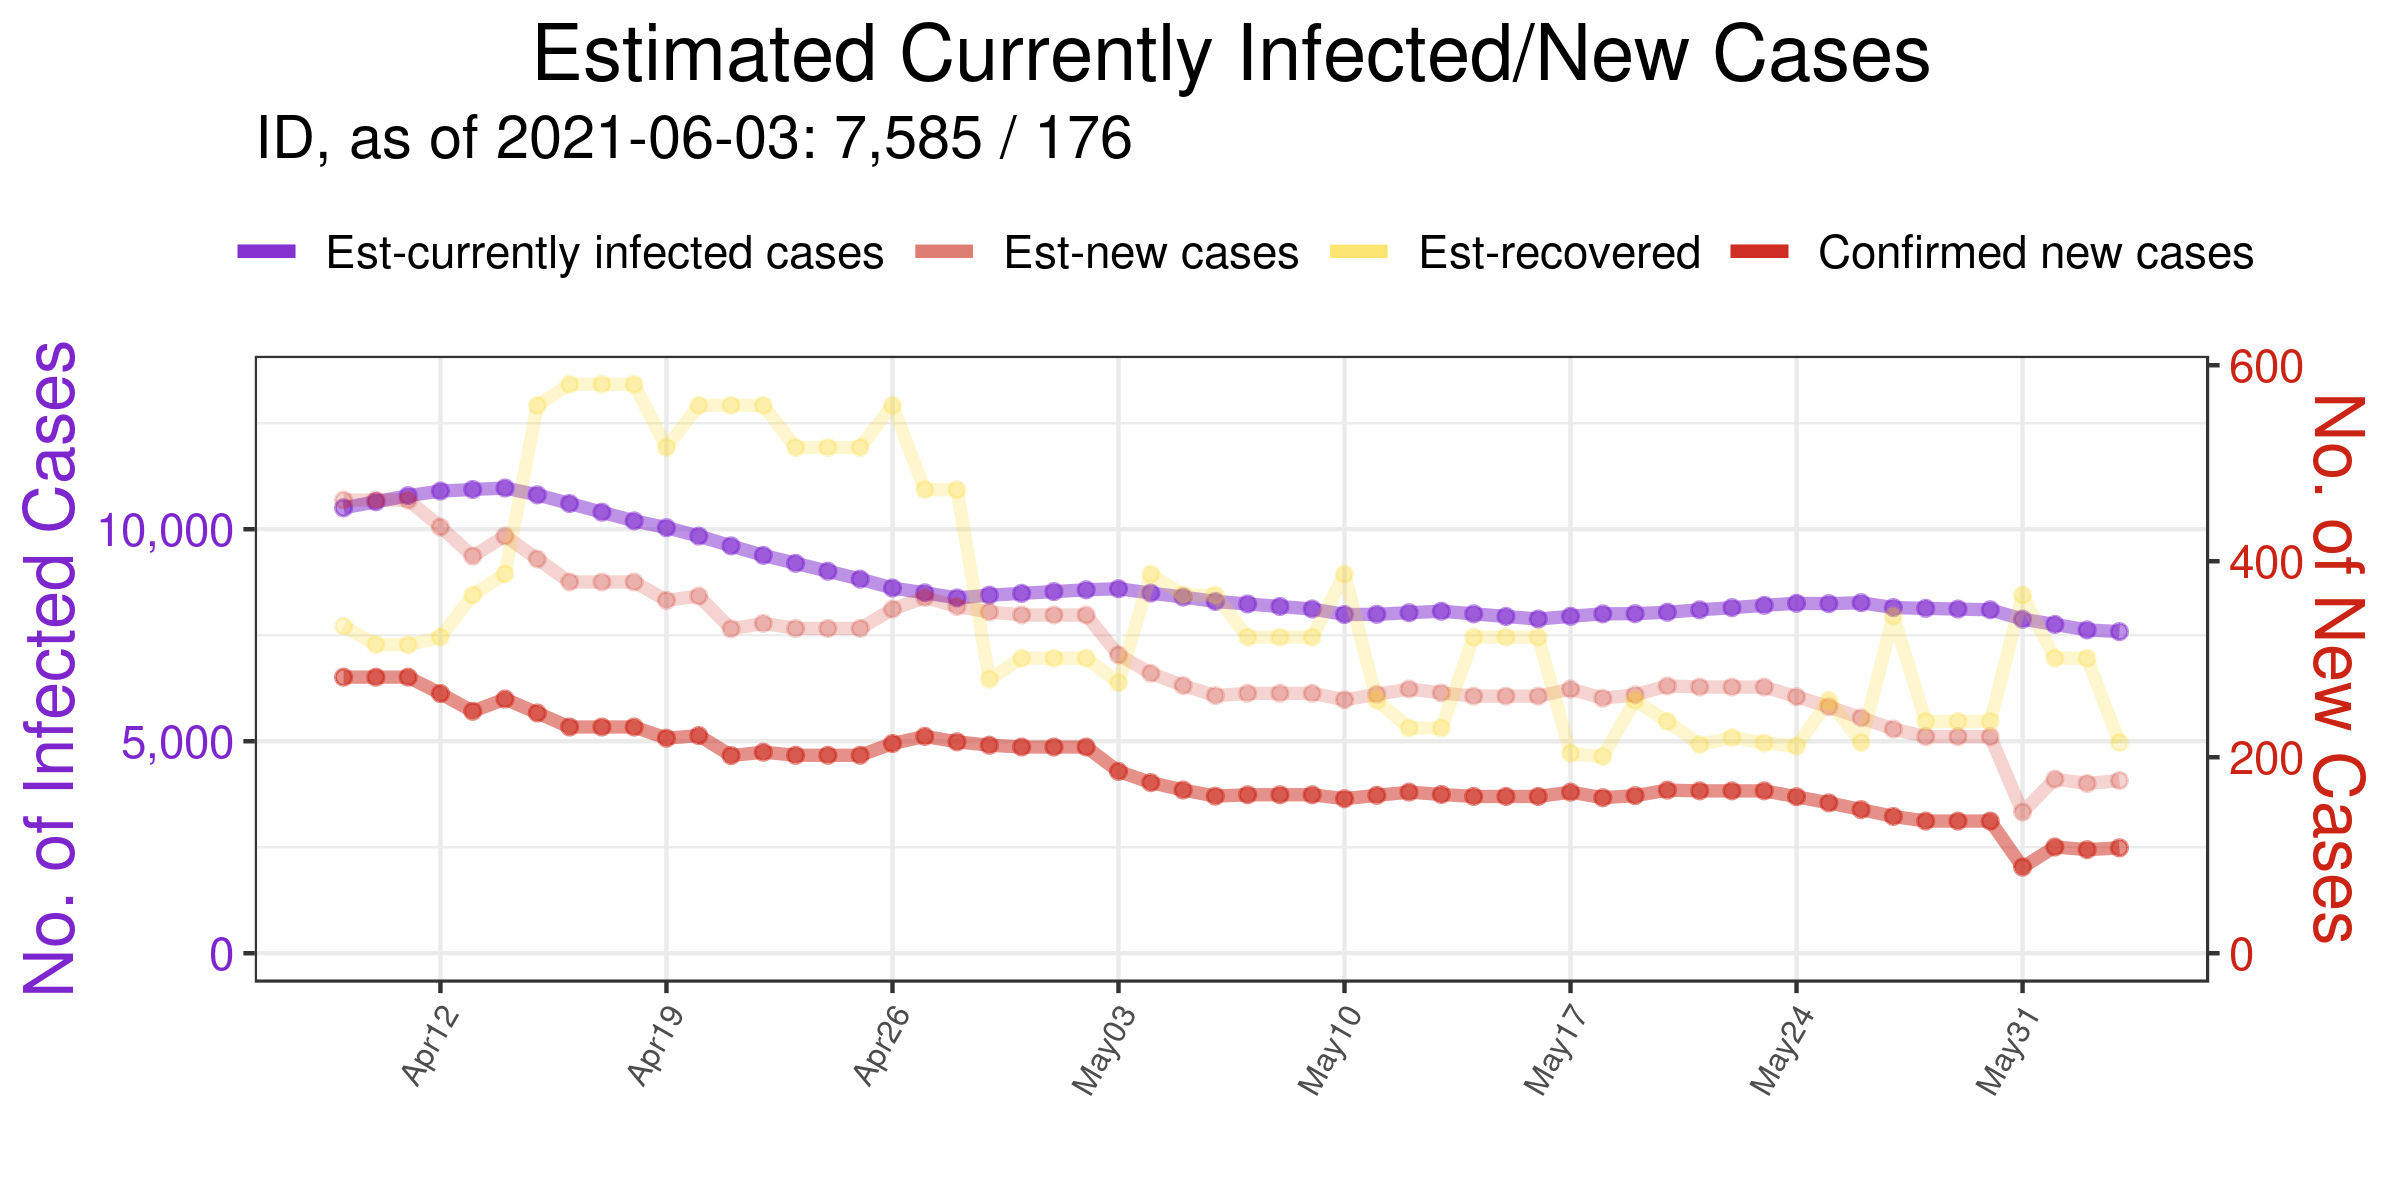 Estimated Currently Infected/New Cases
ID, as of 2021-06-03: 7,585 / 176
Est-currently infected cases Est-new cases Est-recovered Confirmed new cases
No. of Infected Cases
10,000
5,000
0
600
400
200
0
No. of New Cases
Apr12 Apr19 Apr26 May03 May10 May17 May24 May31